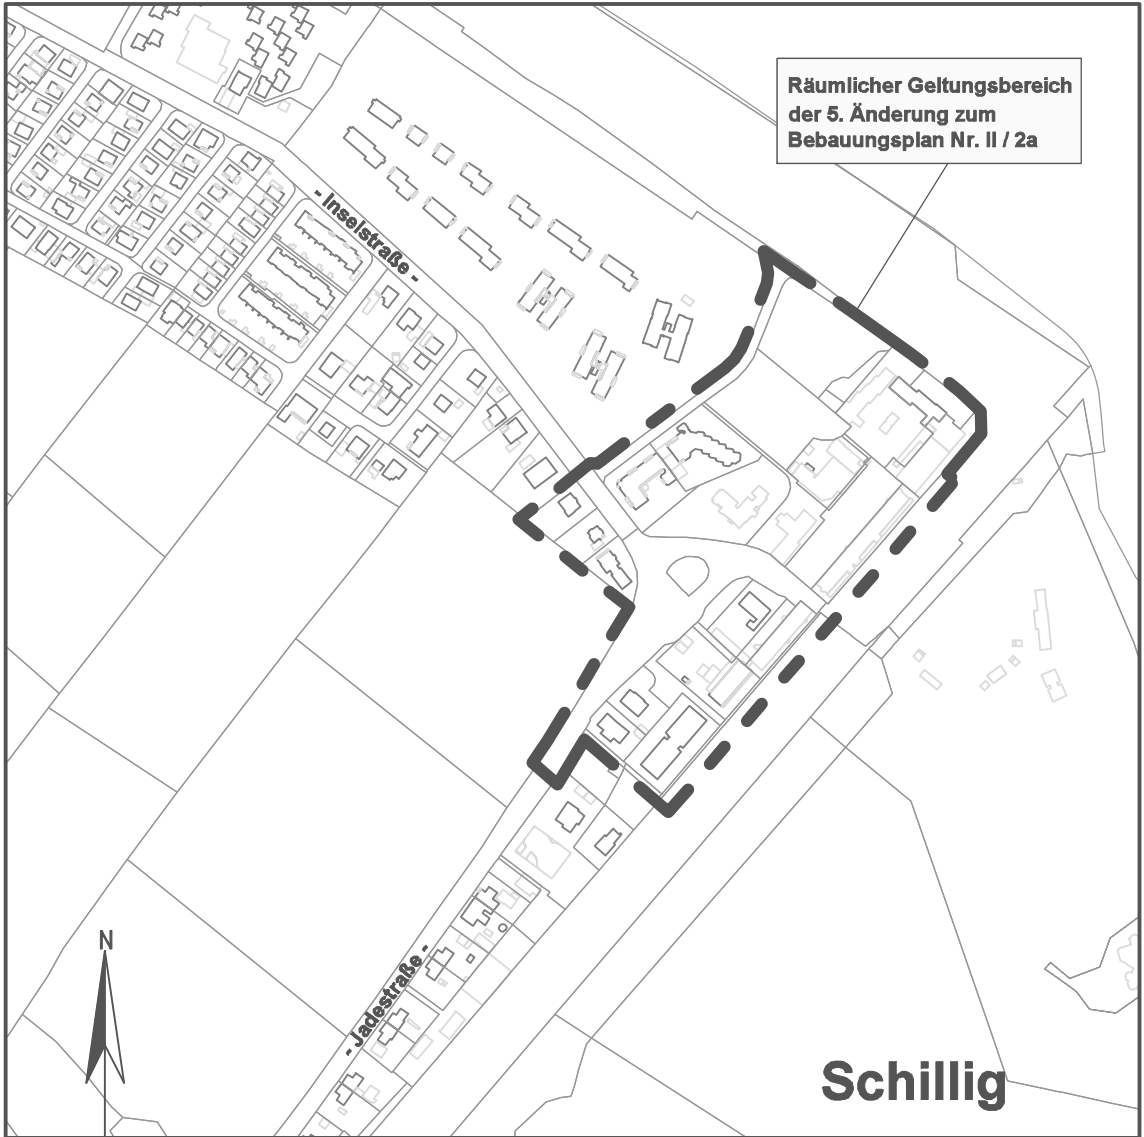 Räumlicher Geltungsbereich
der 5. Änderung zum
Bebauungsplan Nr. II / 2a
- Inselstraße -
N
- Jadestraße -
Schillig